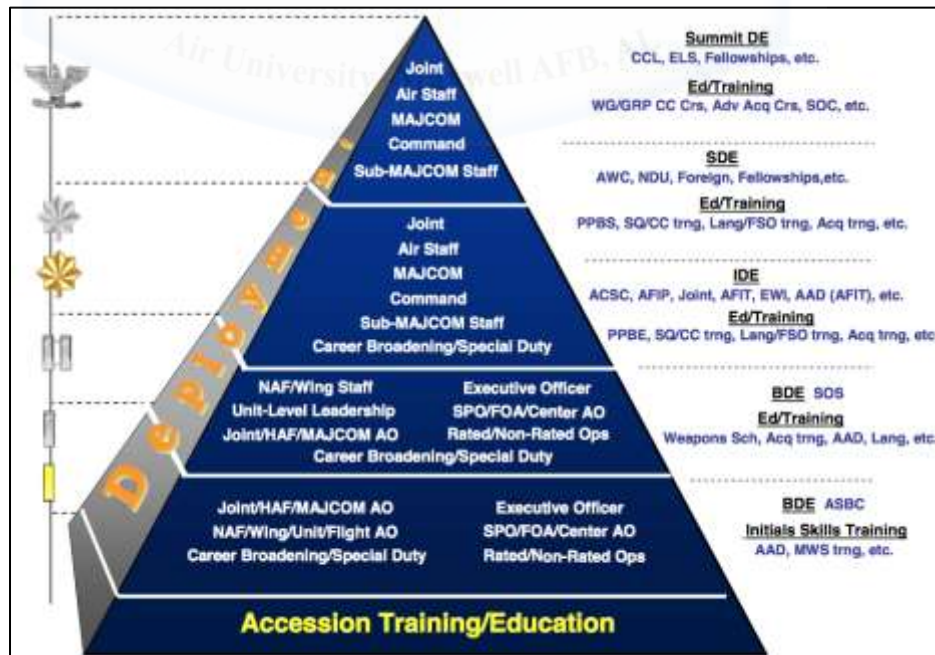 Air University Maxwell AFB, AL
Joint
Air Staff
MAJCOM
Command
Sub-MAJCOM Staff
Joint
Air Staff
MAJCOM
Command
Sub-MAJCOM Staff
Career Broadening/Special Duty
NAF/Wing Staff
Executive Officer
Unit-Level Leadership
SPO/FOA/Center AO
Joint/HAF/MAJCOM AO
Rated/Non-Rated Ops
Career Broadening/Special Duty
Joint/HAF/MAJCOM AO
Executive Officer
NAF/Wing/Unit/Flight AO
SPO/FOA/Center AO
Career Broadening/Special Duty
Rated/Non-Rated Ops
Accession Training/Education
Deployment
Summit DE
CCL, ELS, Fellowships, etc.
Ed/Training
WG/GRP CC Crs, Adv Acq Crs, SOC, etc.
SDE
AWC, NDU, Foreign, Fellowships,etc.
Ed/Training
PPBS, SQ/CC trng, Lang/FSO trng, Acq trng, etc.
IDE
ACSC, AFIP, Joint, AFIT, EWI, AAD (AFIT), etc.
Ed/Training
PPBE, SQ/CC trng, Lang/FSO trng, Acq trng, etc
BDE SOS
Ed/Training
Weapons Sch, Acq trng, AAD, Lang, etc.
BDE ASBC
Initials Skills Training
AAD, MWS trng, etc.